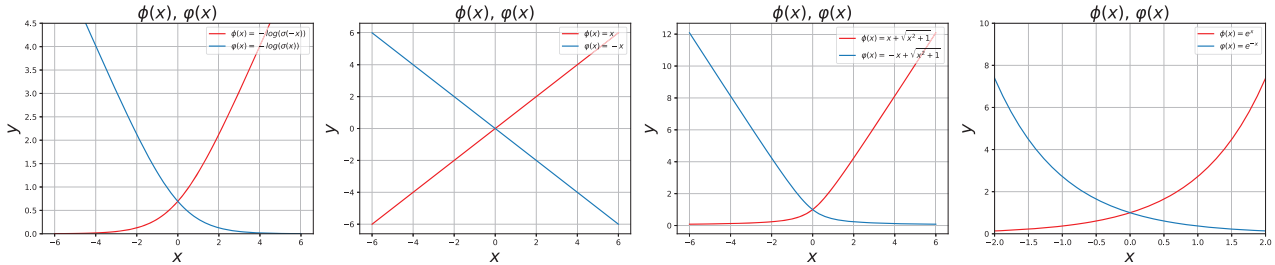 ϕ(x), φ(x)
ϕ(x) = −log(σ(−x))
φ(x) = −log(σ(x))
4.5
4.0
3.5
3.0
2.5
2.0
1.5
1.0
0.5
0.0
y
−6 −4 −2 0 2 4 6
x
ϕ(x), φ(x)
ϕ(x) = x
φ(x) = −x
6
4
2
0
−2
−4
−6
y
−6 −4 −2 0 2 4 6
x
ϕ(x), φ(x)
ϕ(x) = x + √x² + 1
φ(x) = −x + √x² + 1
12
10
8
6
4
2
0
y
−6 −4 −2 0 2 4 6
x
ϕ(x), φ(x)
ϕ(x) = eˣ
φ(x) = e⁻ˣ
10
8
6
4
2
0
y
−2.0 −1.5 −1.0 −0.5 0.0 0.5 1.0 1.5 2.0
x